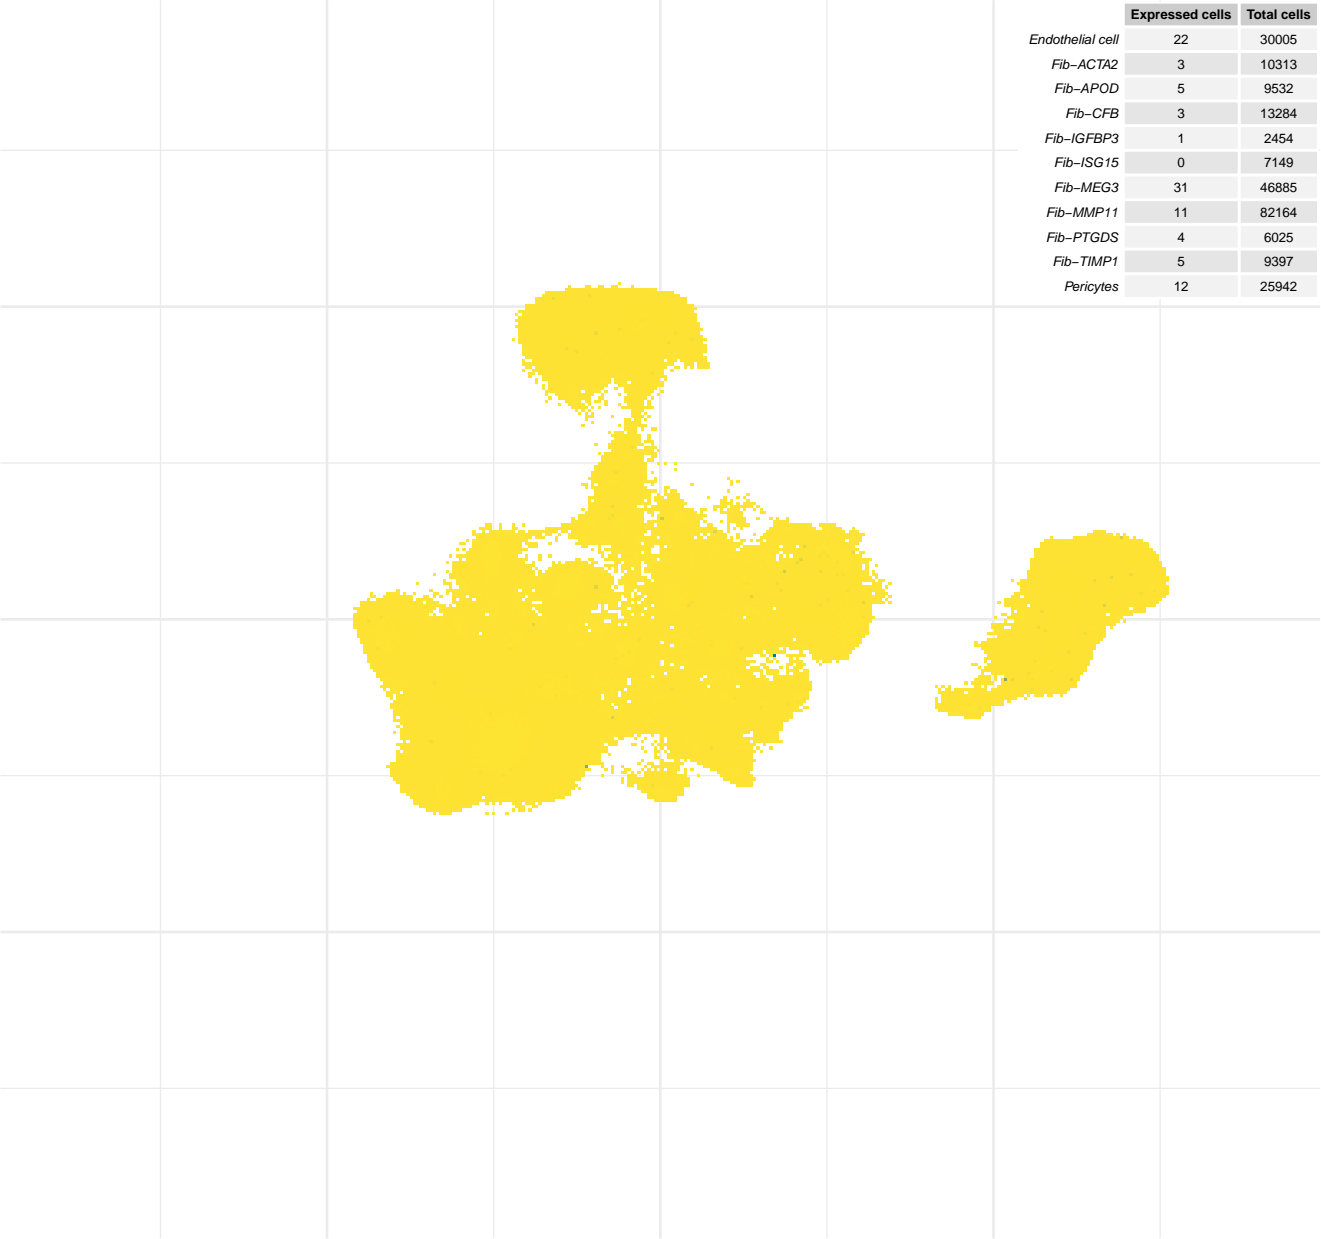 Expressed cells Total cells
Endothelial cell 22 30005
Fib−ACTA2 3 10313
Fib−APOD 5 9532
Fib−CFB 3 13284
Fib−IGFBP3 1 2454
Fib−ISG15 0 7149
Fib−MEG3 31 46885
Fib−MMP11 11 82164
Fib−PTGDS 4 6025
Fib−TIMP1 5 9397
Pericytes 12 25942